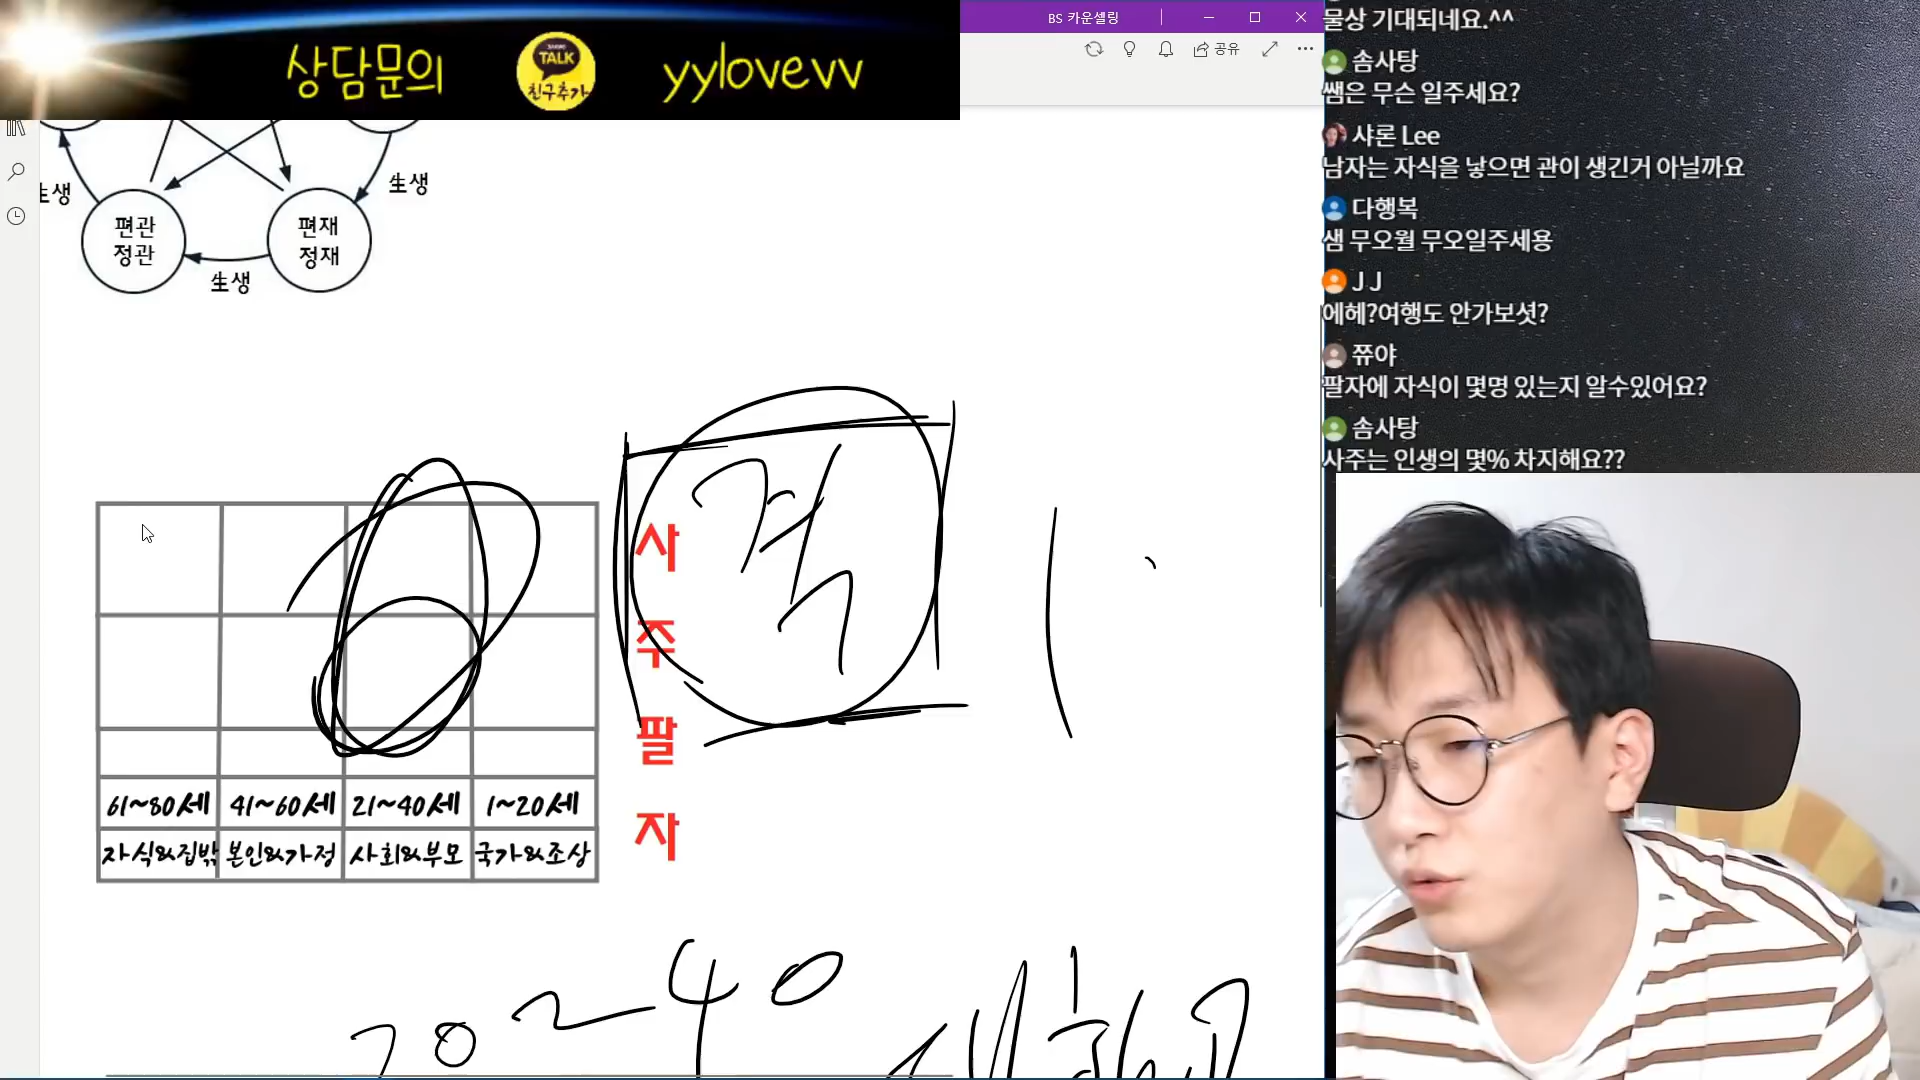 상담문의
TALK
친구추가
yylovevv
BS 카운셀링
공유
生생
生생
편관
정관
편재
정재
生생
격
사
주
팔
자
61~80세 41~60세 21~40세 1~20세
자식&집밖 본인&가정 사회&부모 국가&조상
20~40
물상 기대되네요.^^
솜사탕
쌤은 무슨 일주세요?
샤론 Lee
남자는 자식을 낳으면 관이 생긴거 아닐까요
다행복
샘 무오월 무오일주세용
J J
에헤?여행도 안가보셧?
쮸야
팔자에 자식이 몇명 있는지 알수있어요?
솜사탕
사주는 인생의 몇% 차지해요??